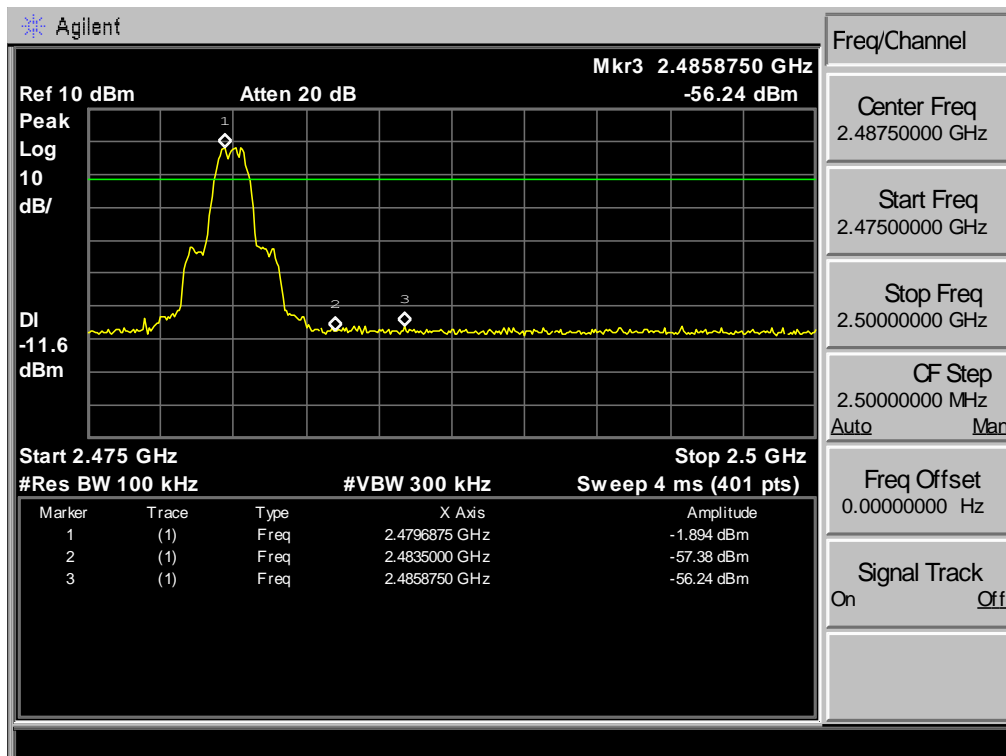 Agilent
Freq/Channel
Mkr3 2.4858750 GHz
Ref 10 dBm Atten 20 dB -56.24 dBm
Peak
Log
10
dB/
1
2
3
DI
-11.6
dBm
Start 2.475 GHz Stop 2.5 GHz
#Res BW 100 kHz #VBW 300 kHz Sweep 4 ms (401 pts)
Marker Trace Type X Axis Amplitude
1 (1) Freq 2.4796875 GHz -1.894 dBm
2 (1) Freq 2.4835000 GHz -57.38 dBm
3 (1) Freq 2.4858750 GHz -56.24 dBm
Center Freq
2.48750000 GHz
Start Freq
2.47500000 GHz
Stop Freq
2.50000000 GHz
CF Step
2.50000000 MHz
Auto Man
Freq Offset
0.00000000 Hz
Signal Track
On Off